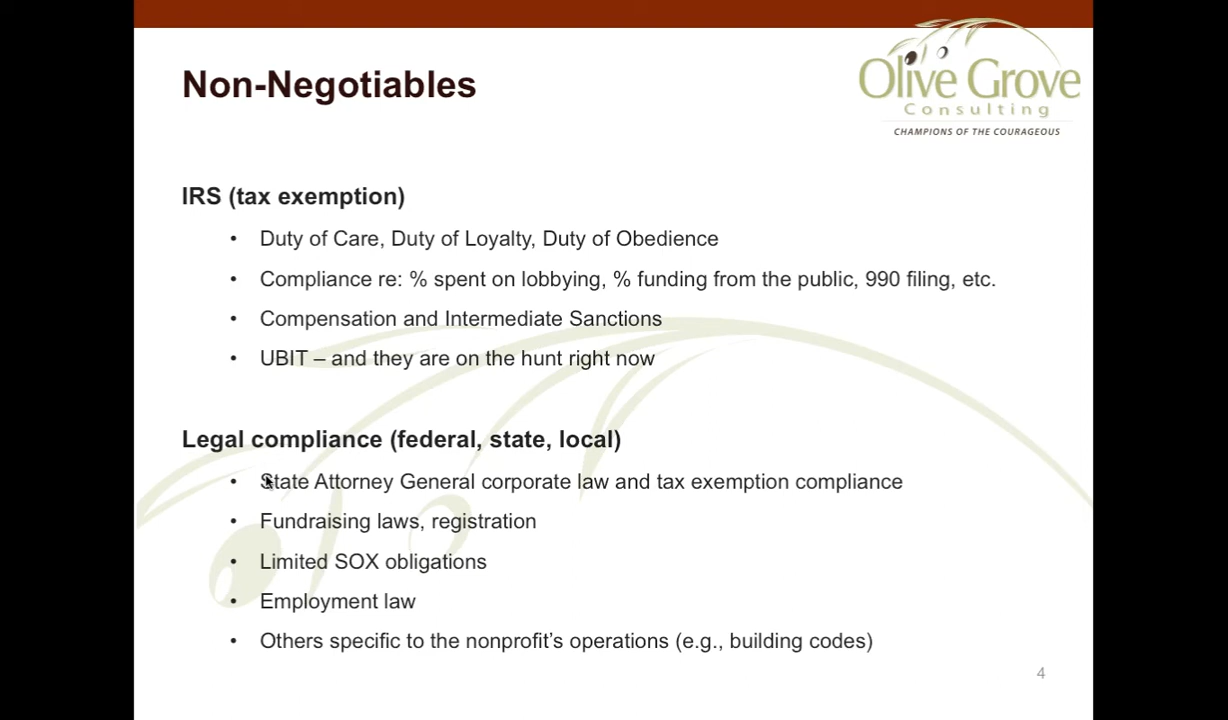 Non-Negotiables
Olive Grove
Consulting
CHAMPIONS OF THE COURAGEOUS
IRS (tax exemption)
• Duty of Care, Duty of Loyalty, Duty of Obedience
• Compliance re: % spent on lobbying, % funding from the public, 990 filing, etc.
• Compensation and Intermediate Sanctions
• UBIT – and they are on the hunt right now
Legal compliance (federal, state, local)
• State Attorney General corporate law and tax exemption compliance
• Fundraising laws, registration
• Limited SOX obligations
• Employment law
• Others specific to the nonprofit’s operations (e.g., building codes)
4